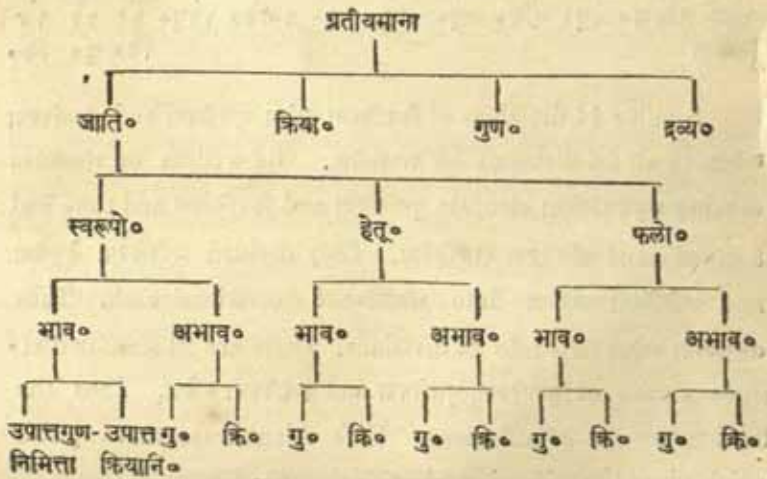 प्रतीयमाना
जाति॰ क्रिया॰ गुण॰ द्रव्य॰
स्वरूपो॰ हेतू॰ फलो॰
भाव॰ अभाव॰ भाव॰ अभाव॰ भाव॰ अभाव॰
उपात्तगुण- उपात्त गु॰ क्रि॰ गु॰ क्रि॰ गु॰ क्रि॰ गु॰ क्रि॰ गु॰ क्रि॰
निमित्ता क्रियानि॰